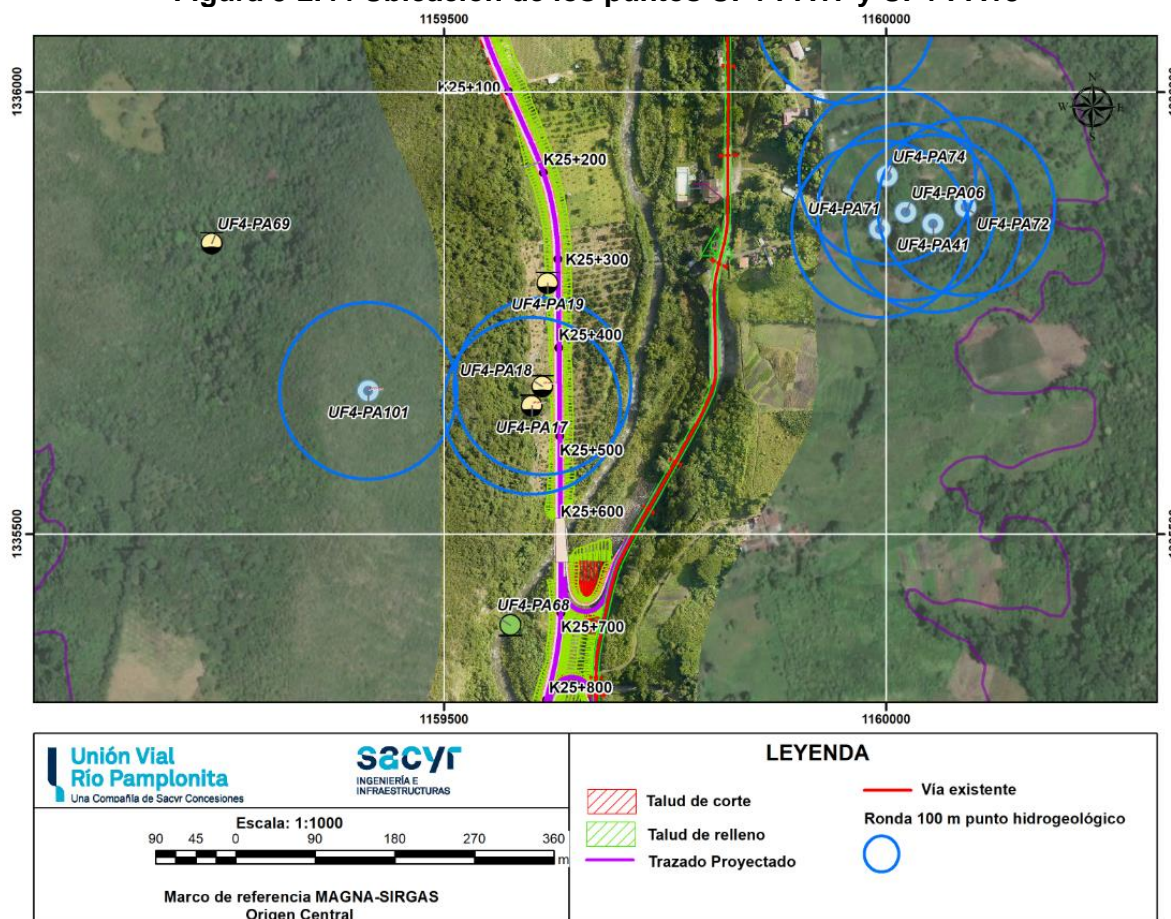 1159500
1160000
1336000
K25+100
N
W
E
S
K25+200
UF4-PA74
UF4-PA06
UF4-PA71
UF4-PA72
UF4-PA41
UF4-PA69
K25+300
UF4-PA19
K25+400
UF4-PA18
UF4-PA101
UF4-PA17
K25+500
K25+600
1335500
UF4-PA68
K25+700
K25+800
1159500
1160000
Unión Vial
Río Pamplonita
Una Compañía de Sacyr Concesiones
sacyr
INGENIERÍA E
INFRAESTRUCTURAS
Escala: 1:1000
90 45 0 90 180 270 360
m
Marco de referencia MAGNA-SIRGAS
Origen Central
LEYENDA
Talud de corte
Talud de relleno
Trazado Proyectado
Vía existente
Ronda 100 m punto hidrogeológico